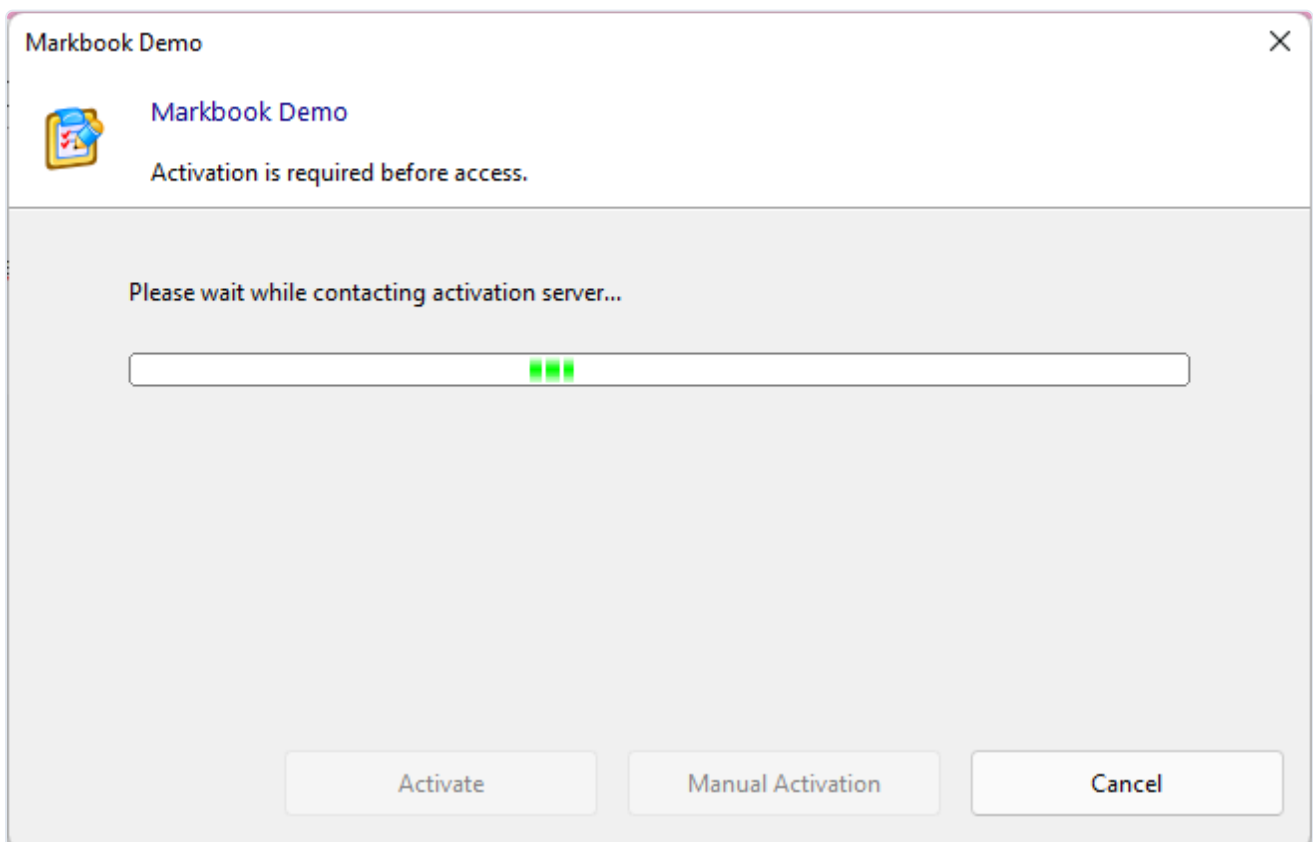 Markbook Demo
Markbook Demo
Activation is required before access.
Please wait while contacting activation server...
Activate
Manual Activation
Cancel